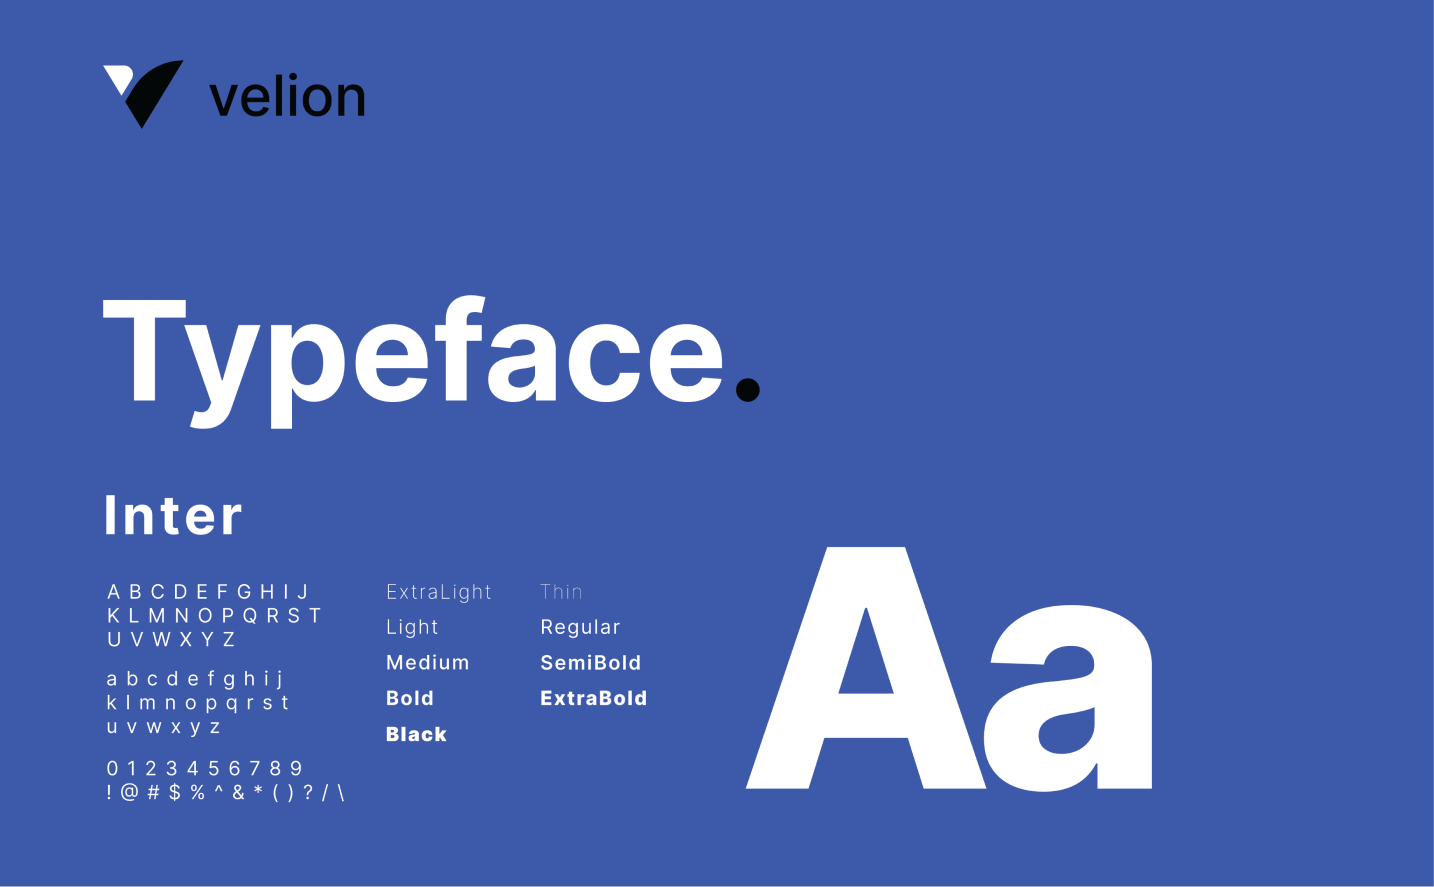 velion
Typeface.
Inter
A B C D E F G H I J
K L M N O P Q R S T
U V W X Y Z
a b c d e f g h i j
k l m n o p q r s t
u v w x y z
0 1 2 3 4 5 6 7 8 9
! @ # $ % ^ & * ( ) ? / \
ExtraLight
Light
Medium
Bold
Black
Thin
Regular
SemiBold
ExtraBold
Aa